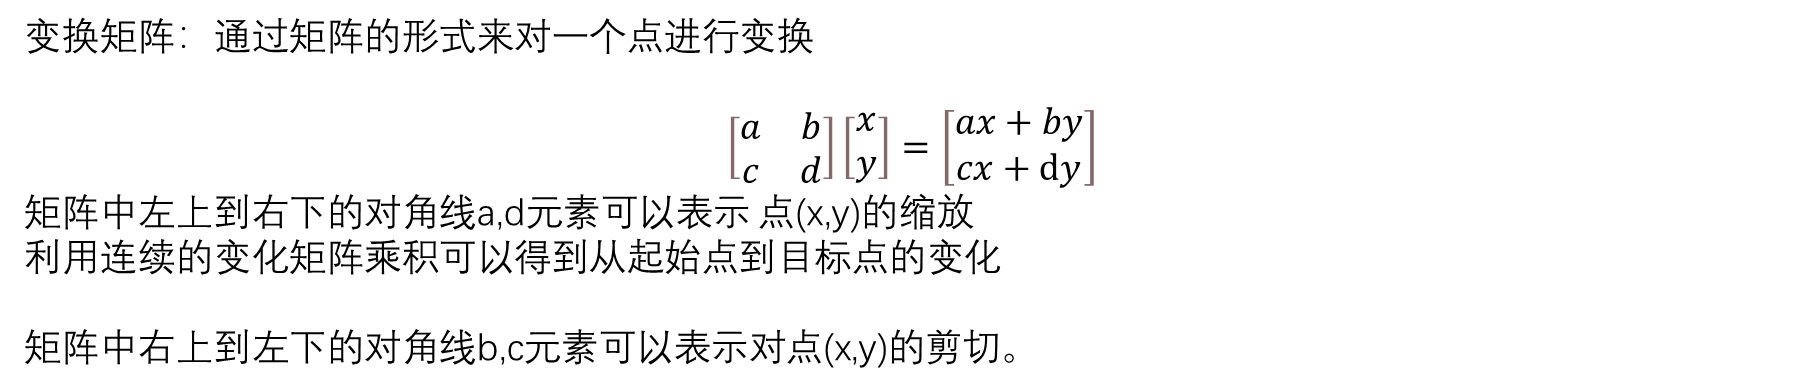 变换矩阵：通过矩阵的形式来对一个点进行变换
[a b
c d] [x
y] = [ax + by
cx + dy]
矩阵中左上到右下的对角线a,d元素可以表示 点(x,y)的缩放
利用连续的变化矩阵乘积可以得到从起始点到目标点的变化
矩阵中右上到左下的对角线b,c元素可以表示对点(x,y)的剪切。